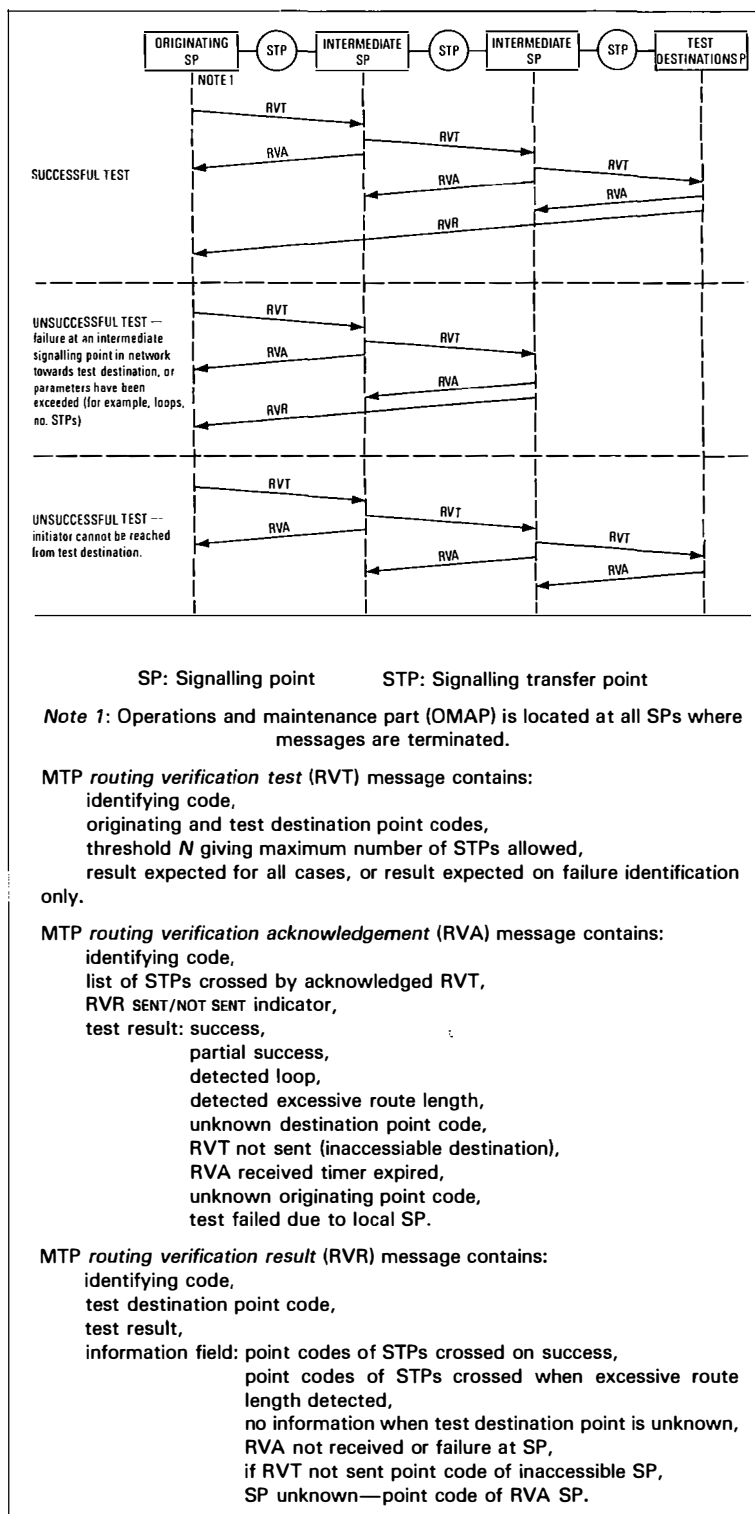 ORIGINATING
SP
STP
INTERMEDIATE
SP
STP
INTERMEDIATE
SP
STP
TEST
DESTINATIONSP
NOTE 1
RVT
RVT
RVA
RVT
SUCCESSFUL TEST
RVA
RVA
RVR
UNSUCCESSFUL TEST —
failure at an intermediate
signalling point in network
towards test destination, or
parameters have been
exceeded (for example, loops,
no. STPs)
RVT
RVT
RVA
RVA
RVR
RVT
UNSUCCESSFUL TEST —
initiator cannot be reached
from test destination.
RVT
RVA
RVT
RVA
RVA
SP: Signalling point STP: Signalling transfer point
Note 1: Operations and maintenance part (OMAP) is located at all SPs where
messages are terminated.
MTP routing verification test (RVT) message contains:
identifying code,
originating and test destination point codes,
threshold N giving maximum number of STPs allowed,
result expected for all cases, or result expected on failure identification
only.
MTP routing verification acknowledgement (RVA) message contains:
identifying code,
list of STPs crossed by acknowledged RVT,
RVR SENT/NOT SENT indicator,
test result: success,
partial success,
detected loop,
detected excessive route length,
unknown destination point code,
RVT not sent (inaccessiable destination),
RVA received timer expired,
unknown originating point code,
test failed due to local SP.
MTP routing verification result (RVR) message contains:
identifying code,
test destination point code,
test result,
information field: point codes of STPs crossed on success,
point codes of STPs crossed when excessive route
length detected,
no information when test destination point is unknown,
RVA not received or failure at SP,
if RVT not sent point code of inaccessible SP,
SP unknown—point code of RVA SP.